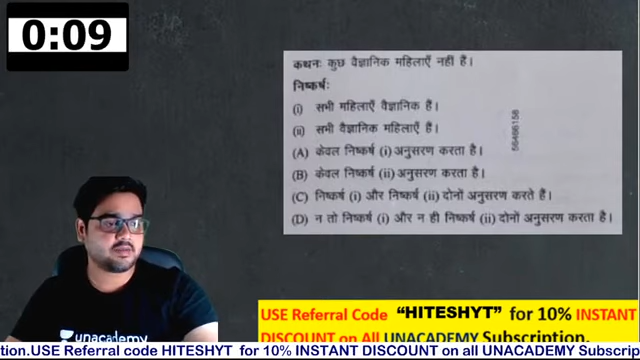 0:09
कथनः कुछ वैज्ञानिक महिलाएँ नहीं हैं।
निष्कर्षः
(i) सभी महिलाएँ वैज्ञानिक हैं।
(ii) सभी वैज्ञानिक महिलाएँ हैं।
(A) केवल निष्कर्ष (i) अनुसरण करता है।
(B) केवल निष्कर्ष (ii) अनुसरण करता है।
(C) निष्कर्ष (i) और निष्कर्ष (ii) दोनों अनुसरण करते हैं।
(D) न तो निष्कर्ष (i) और न ही निष्कर्ष (ii) दोनों अनुसरण करता है।
56466158
unacademy
USE Referral Code “HITESHYT” for 10% INSTANT
DISCOUNT on All UNACADEMY Subscription.
tion.USE Referral code HITESHYT for 10% INSTANT DISCOUNT on all UNACADEMY Subscrip